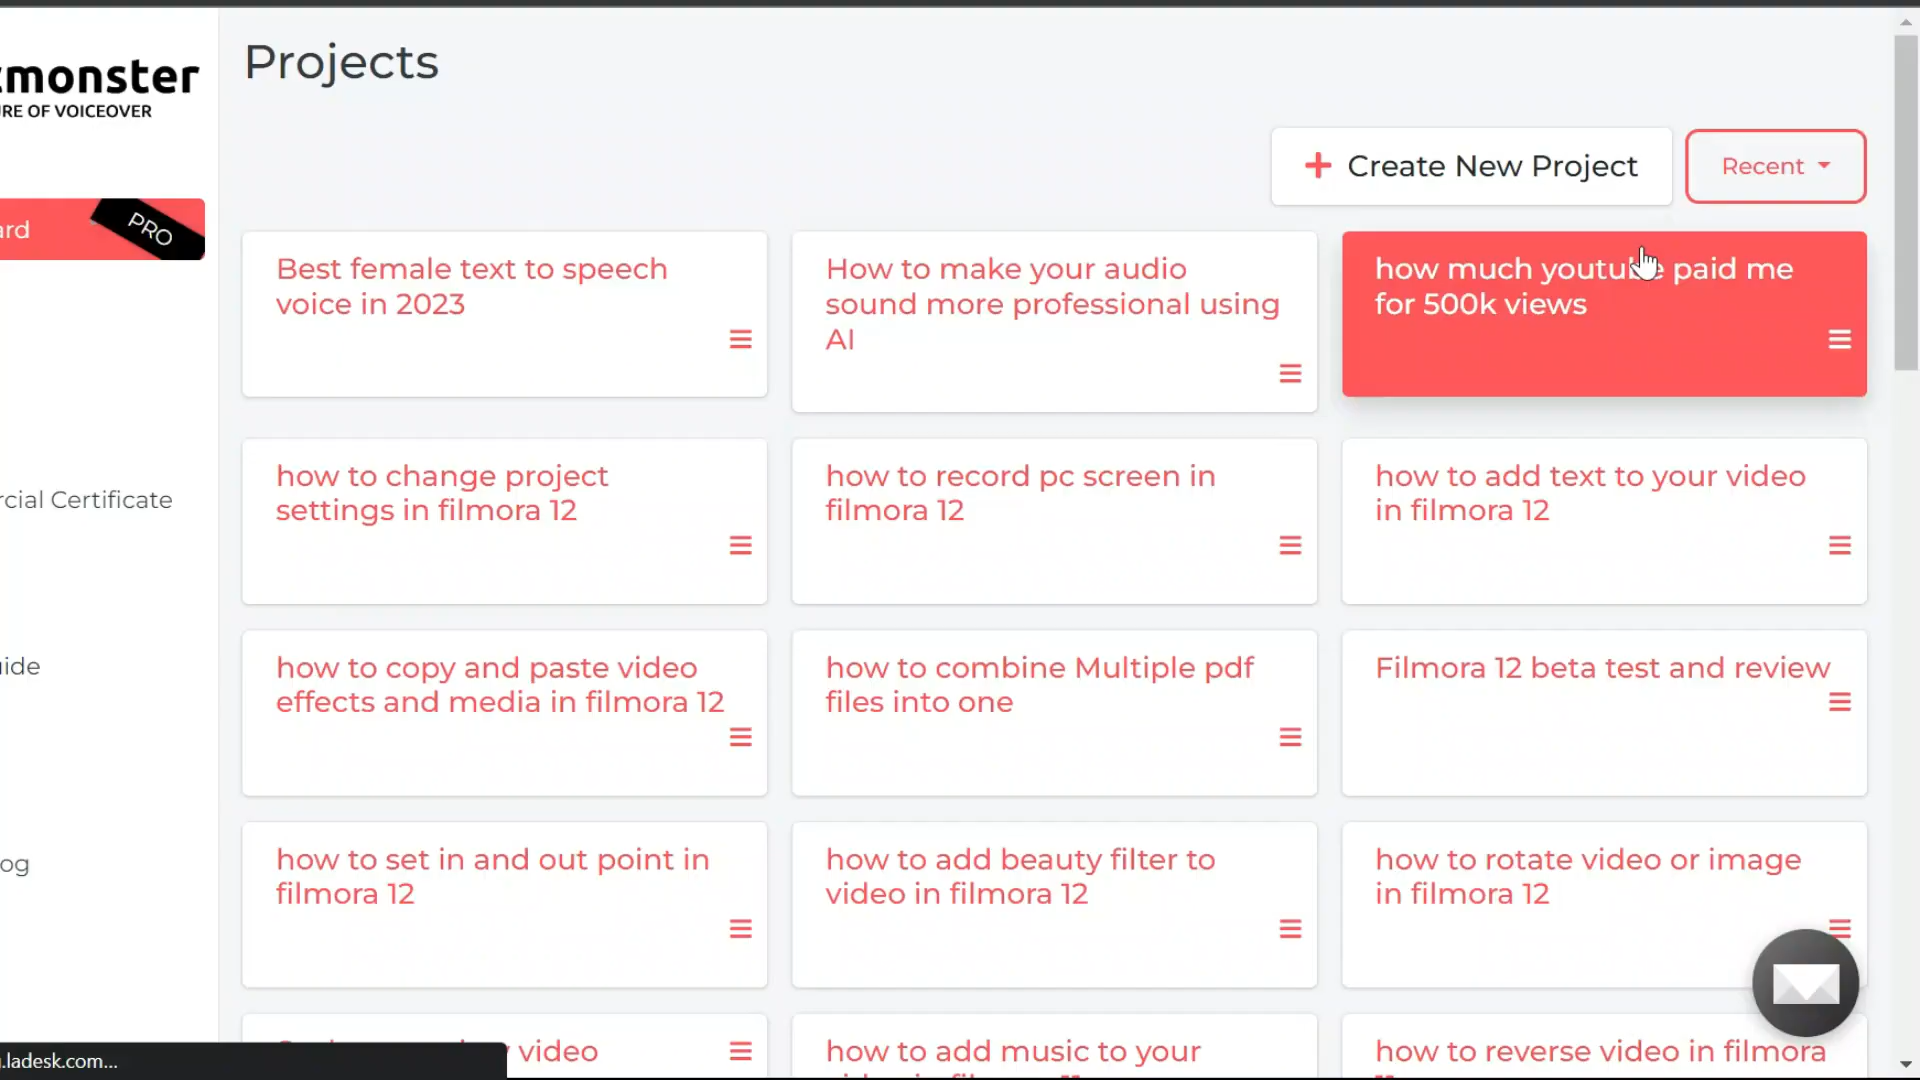 Projects
monster
RE OF VOICEOVER
Create New Project
Recent
ard
PRO
Best female text to speech
voice in 2023
How to make your audio
sound more professional using
AI
how much youtube paid me
for 500k views
how to change project
settings in filmora 12
how to record pc screen in
filmora 12
how to add text to your video
in filmora 12
rcial Certificate
how to copy and paste video
effects and media in filmora 12
how to combine Multiple pdf
files into one
Filmora 12 beta test and review
ide
how to set in and out point in
filmora 12
how to add beauty filter to
video in filmora 12
how to rotate video or image
in filmora 12
og
video
how to add music to your
how to reverse video in filmora
.ladesk.com...